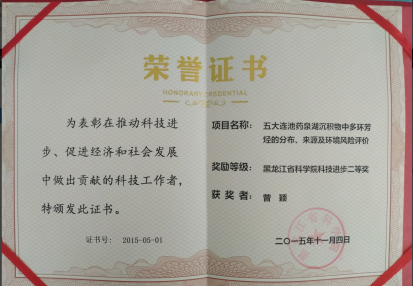 荣誉证书
HONORARY CREDENTIAL
为表彰在推动科技进
步、促进经济和社会发展
中做出贡献的科技工作者，
特颁发此证书。
证书号: 2015-05-01
项目名称: 五大连池药泉湖沉积物中多环芳
烃的分布、来源及环境风险评价
奖励等级: 黑龙江省科学院科技进步二等奖
获奖者: 曾颖
二〇一五年十一月四日